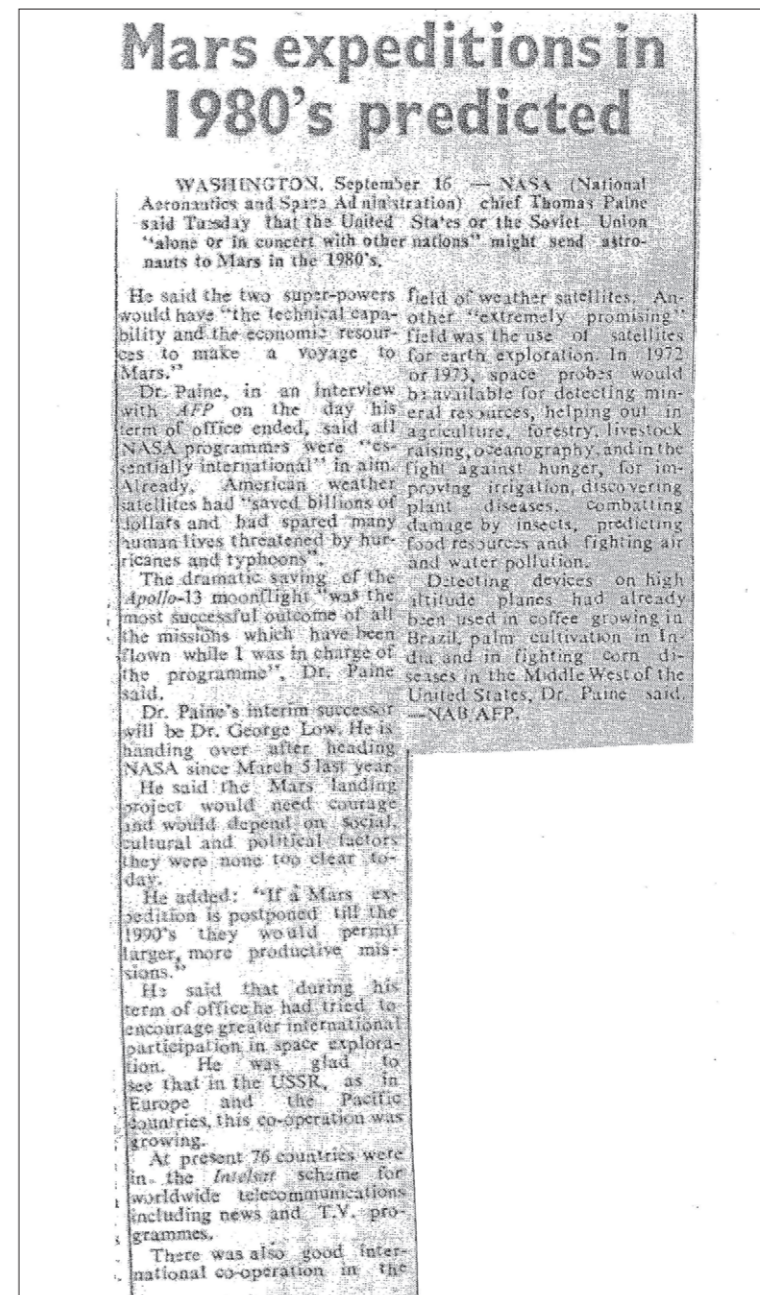 Mars expeditions in
1980's predicted
WASHINGTON, September 16 — NASA (National
Aeronautics and Space Administration) chief Thomas Paine
said Tuesday that the United States or the Soviet Union
"alone or in concert with other nations" might send astro-
nauts to Mars in the 1980's.
He said the two super-powers
would have "the technical capa-
bility and the economic resour-
ces to make a voyage to
Mars."
Dr. Paine, in an interview
with AFP on the day his
term of office ended, said all
NASA programmes were "es-
sentially international" in aim.
Already, American weather
satellites had "saved billions of
dollars and had spared many
human lives threatened by hur-
ricanes and typhoons".
The dramatic saving of the
Apollo-13 moonflight "was the
most successful outcome of all
the missions which have been
flown while I was in charge of
the programme", Dr. Paine
said.
Dr. Paine's interim successor
will be Dr. George Low. He is
handing over after heading
NASA since March 5 last year.
He said the Mars landing
project would need courage
and would depend on social,
cultural and political factors
they were none too clear to-
day.
He added: "If a Mars ex-
pedition is postponed till the
1990's they would permit
larger, more productive mis-
sions."
He said that during his
term of office he had tried to
encourage greater international
participation in space explora-
tion. He was glad to
see that in the USSR, as in
Europe and the Pacific
countries, this co-operation was
growing.
At present 76 countries were
in the Intelsat scheme for
worldwide telecommunications
including news and T.V. pro-
grammes.
There was also good inter-
national co-operation in the
field of weather satellites. An-
other "extremely promising"
field was the use of satellites
for earth exploration. In 1972
or 1973, space probes would
be available for detecting min-
eral resources, helping out in
agriculture, forestry, livestock
raising, oceanography, and in the
fight against hunger, for im-
proving irrigation, discovering
plant diseases, combatting
damage by insects, predicting
food resources and fighting air
and water pollution.
Detecting devices on high
altitude planes had already
been used in coffee growing in
Brazil, palm cultivation in In-
dia and in fighting corn di-
seases in the Middle West of the
United States, Dr. Paine said.
—NAB AFP.